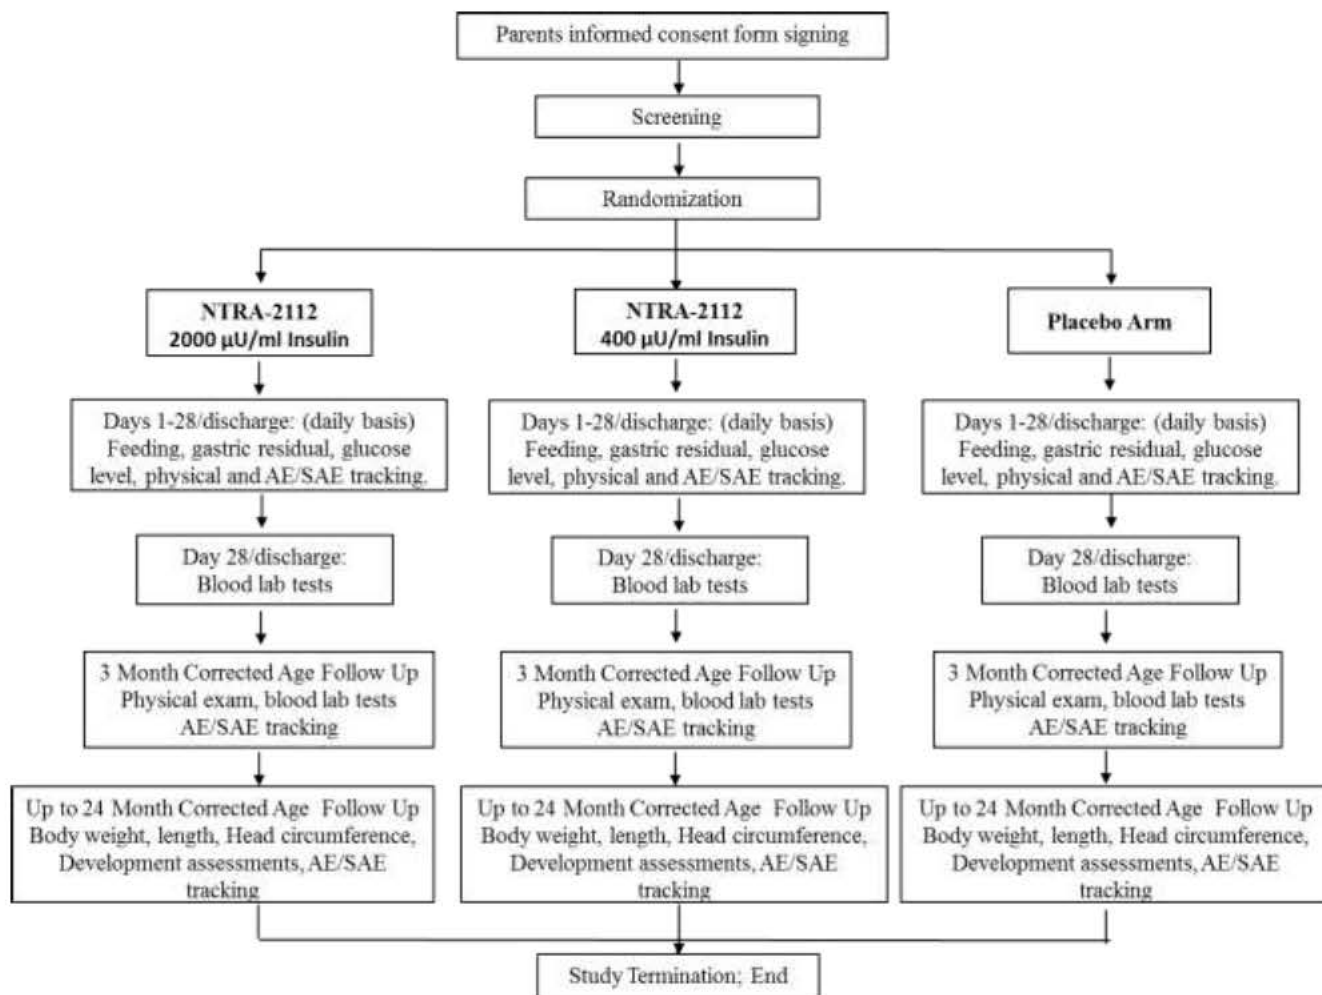 Parents informed consent form signing
Screening
Randomization
NTRA-2112
2000 µU/ml Insulin
NTRA-2112
400 µU/ml Insulin
Placebo Arm
Days 1-28/discharge: (daily basis)
Feeding, gastric residual, glucose
level, physical and AE/SAE tracking.
Days 1-28/discharge: (daily basis)
Feeding, gastric residual, glucose
level, physical and AE/SAE tracking.
Days 1-28/discharge: (daily basis)
Feeding, gastric residual, glucose
level, physical and AE/SAE tracking.
Day 28/discharge:
Blood lab tests
Day 28/discharge:
Blood lab tests
Day 28/discharge:
Blood lab tests
3 Month Corrected Age Follow Up
Physical exam, blood lab tests
AE/SAE tracking
3 Month Corrected Age Follow Up
Physical exam, blood lab tests
AE/SAE tracking
3 Month Corrected Age Follow Up
Physical exam, blood lab tests
AE/SAE tracking
Up to 24 Month Corrected Age Follow Up
Body weight, length, Head circumference,
Development assessments, AE/SAE
tracking
Up to 24 Month Corrected Age Follow Up
Body weight, length, Head circumference,
Development assessments, AE/SAE
tracking
Up to 24 Month Corrected Age Follow Up
Body weight, length, Head circumference,
Development assessments, AE/SAE
tracking
Study Termination; End